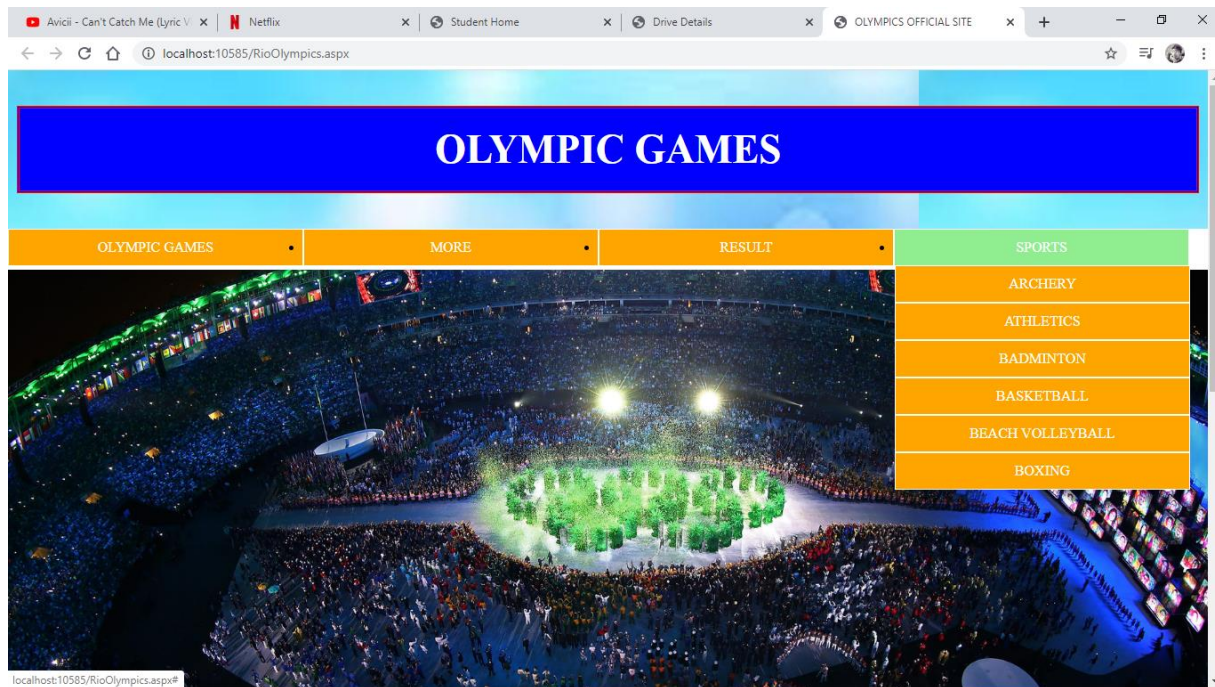 Avicii - Can't Catch Me (Lyric Vi
Netflix
Student Home
Drive Details
OLYMPICS OFFICIAL SITE
localhost:10585/RioOlympics.aspx
OLYMPIC GAMES
OLYMPIC GAMES
MORE
RESULT
SPORTS
ARCHERY
ATHLETICS
BADMINTON
BASKETBALL
BEACH VOLLEYBALL
BOXING
localhost:10585/RioOlympics.aspx#